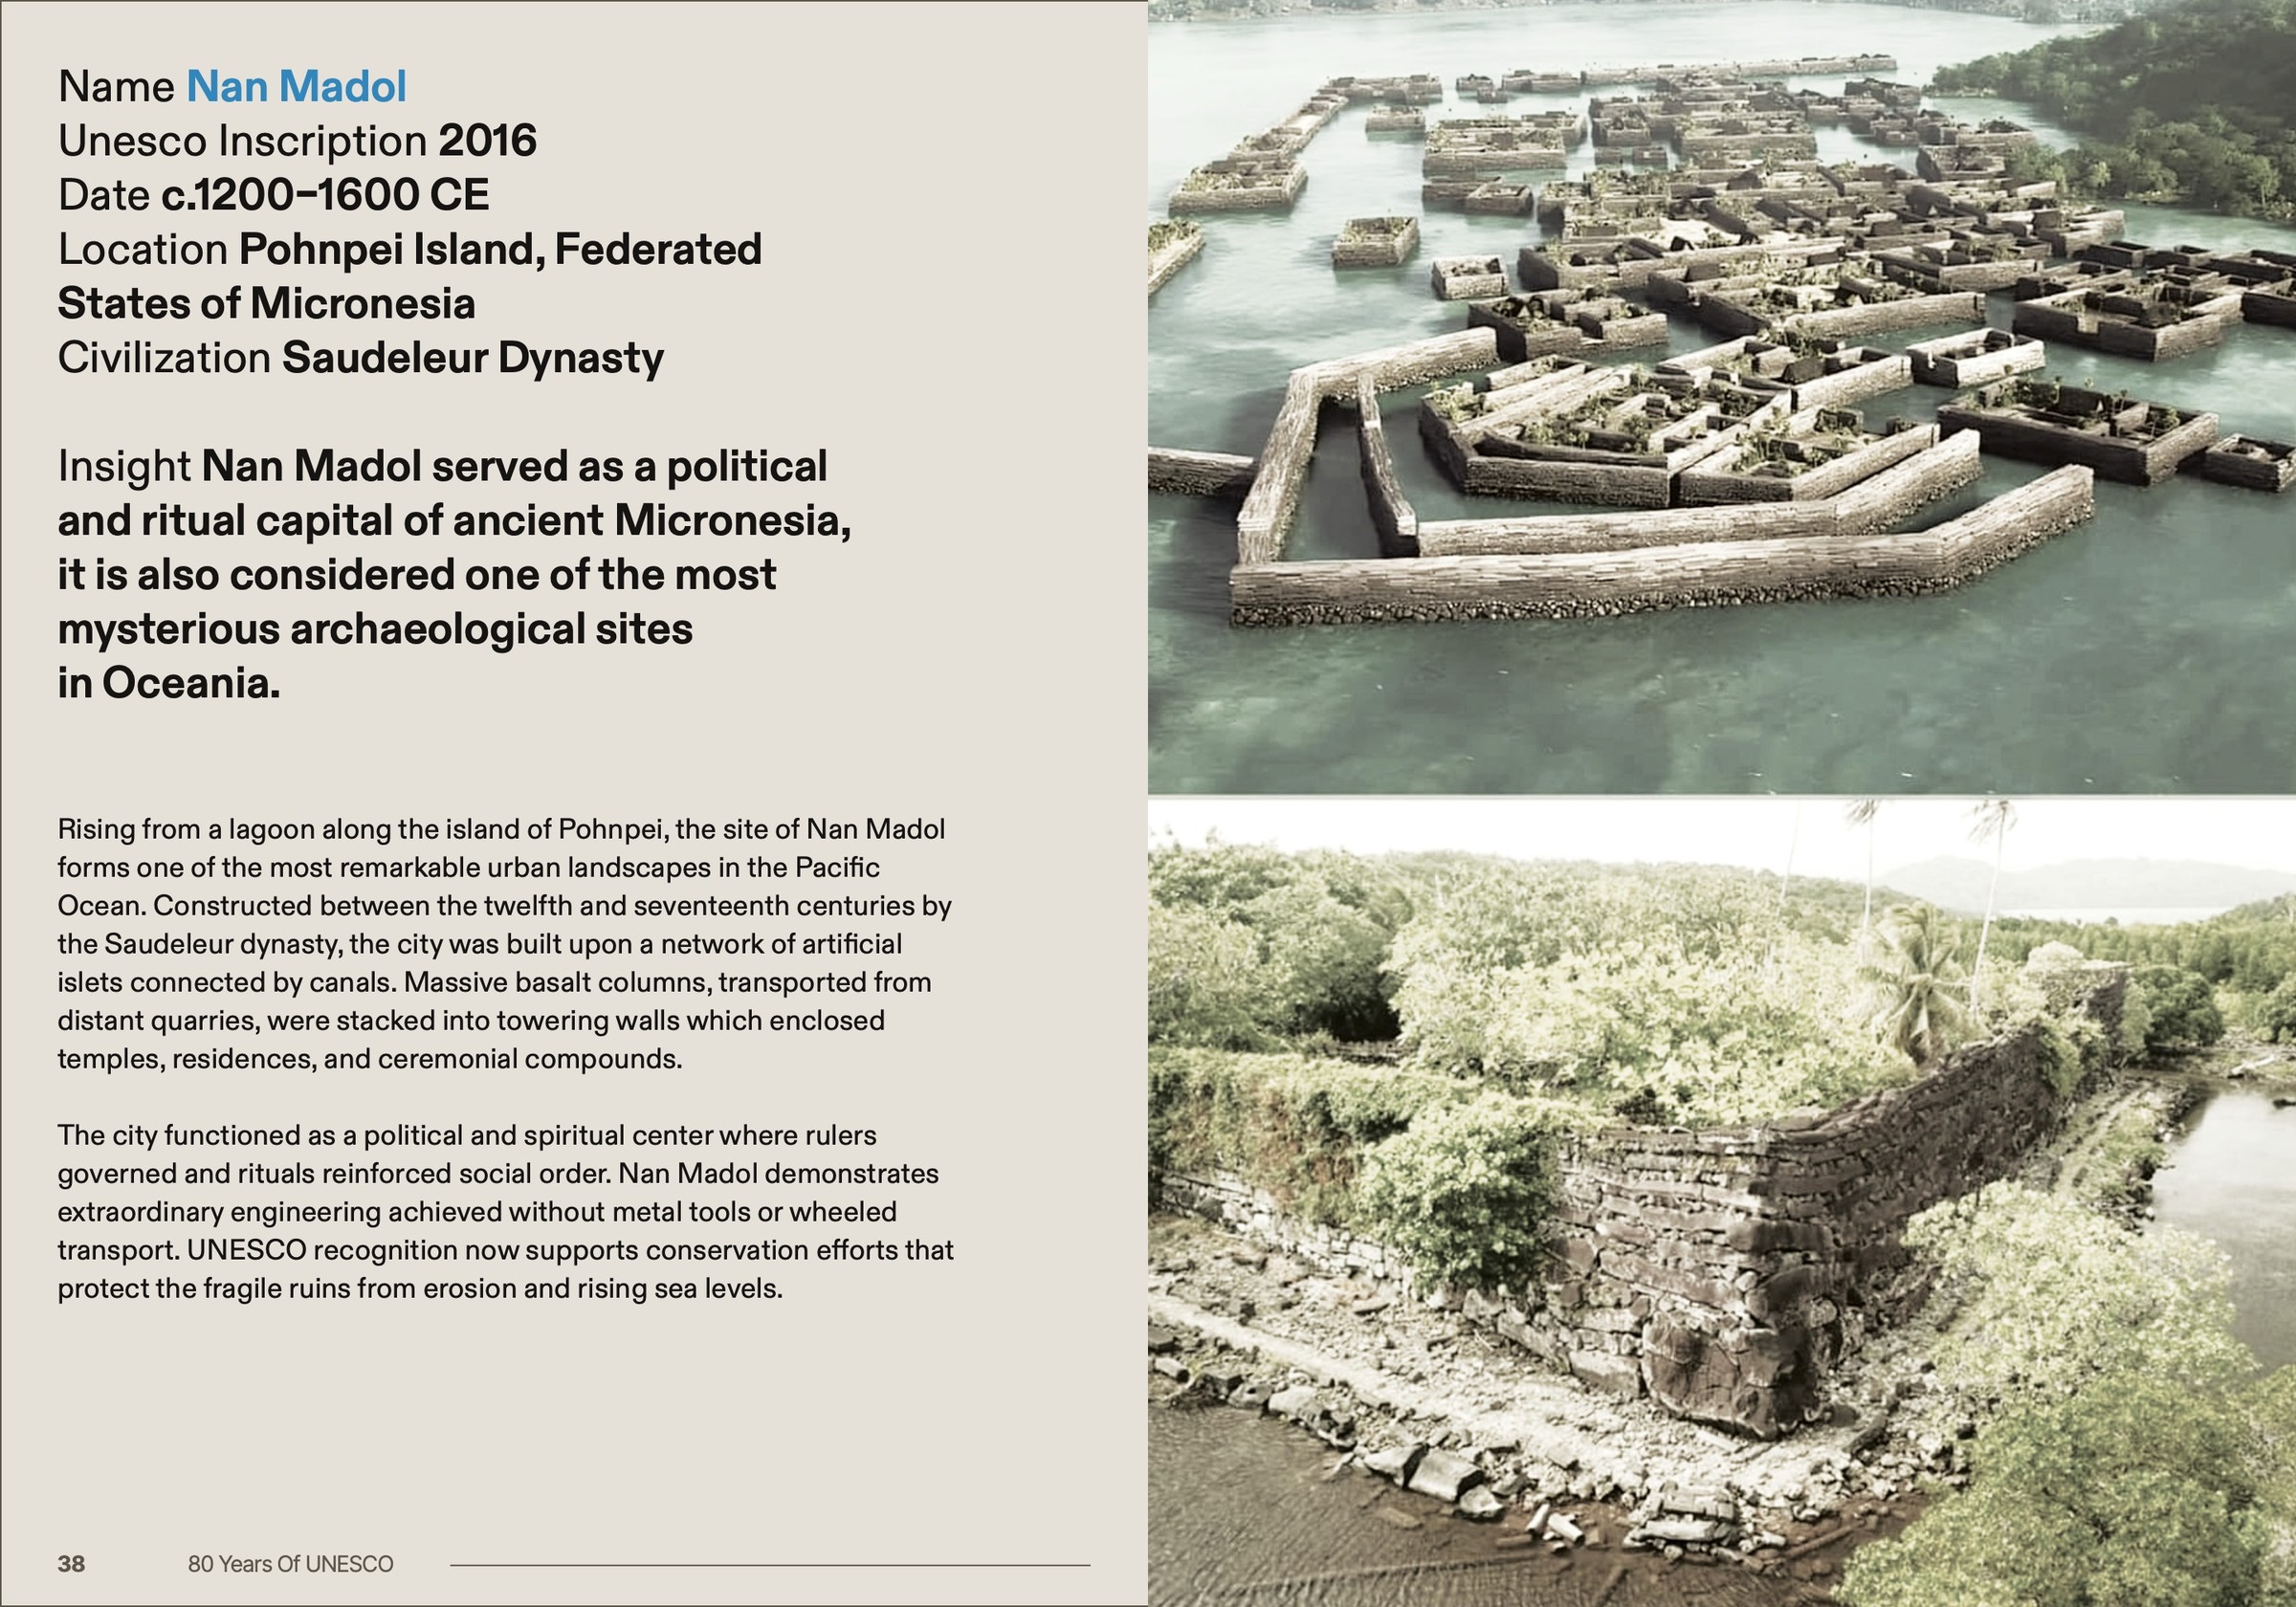 Name Nan Madol
Unesco Inscription 2016
Date c.1200–1600 CE
Location Pohnpei Island, Federated
States of Micronesia
Civilization Saudeleur Dynasty
Insight Nan Madol served as a political
and ritual capital of ancient Micronesia,
it is also considered one of the most
mysterious archaeological sites
in Oceania.
Rising from a lagoon along the island of Pohnpei, the site of Nan Madol
forms one of the most remarkable urban landscapes in the Pacific
Ocean. Constructed between the twelfth and seventeenth centuries by
the Saudeleur dynasty, the city was built upon a network of artificial
islets connected by canals. Massive basalt columns, transported from
distant quarries, were stacked into towering walls which enclosed
temples, residences, and ceremonial compounds.
The city functioned as a political and spiritual center where rulers
governed and rituals reinforced social order. Nan Madol demonstrates
extraordinary engineering achieved without metal tools or wheeled
transport. UNESCO recognition now supports conservation efforts that
protect the fragile ruins from erosion and rising sea levels.
38 80 Years Of UNESCO